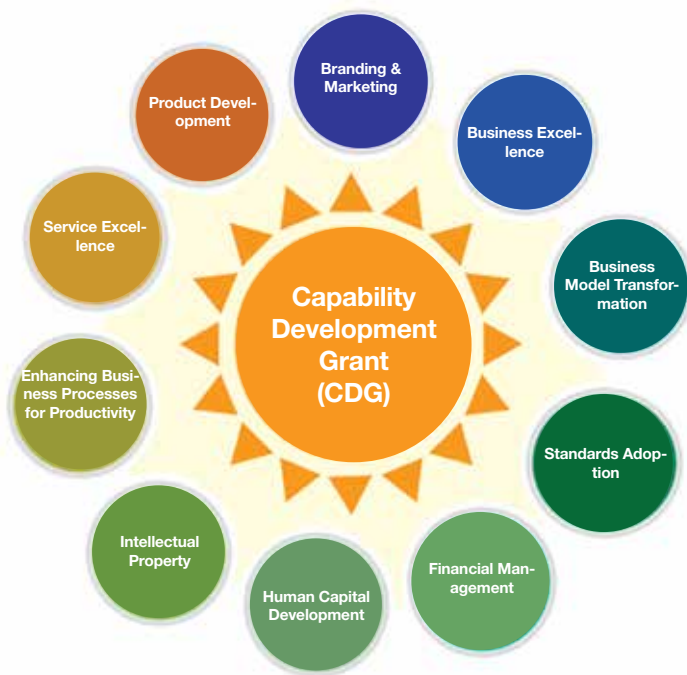 Branding &
Marketing
Business Excel-
lence
Business
Model Transfor-
mation
Standards Adop-
tion
Financial Man-
agement
Human Capital
Development
Intellectual
Property
Enhancing Busi-
ness Processes
for Productivity
Service Excel-
lence
Product Devel-
opment
Capability
Development
Grant
(CDG)